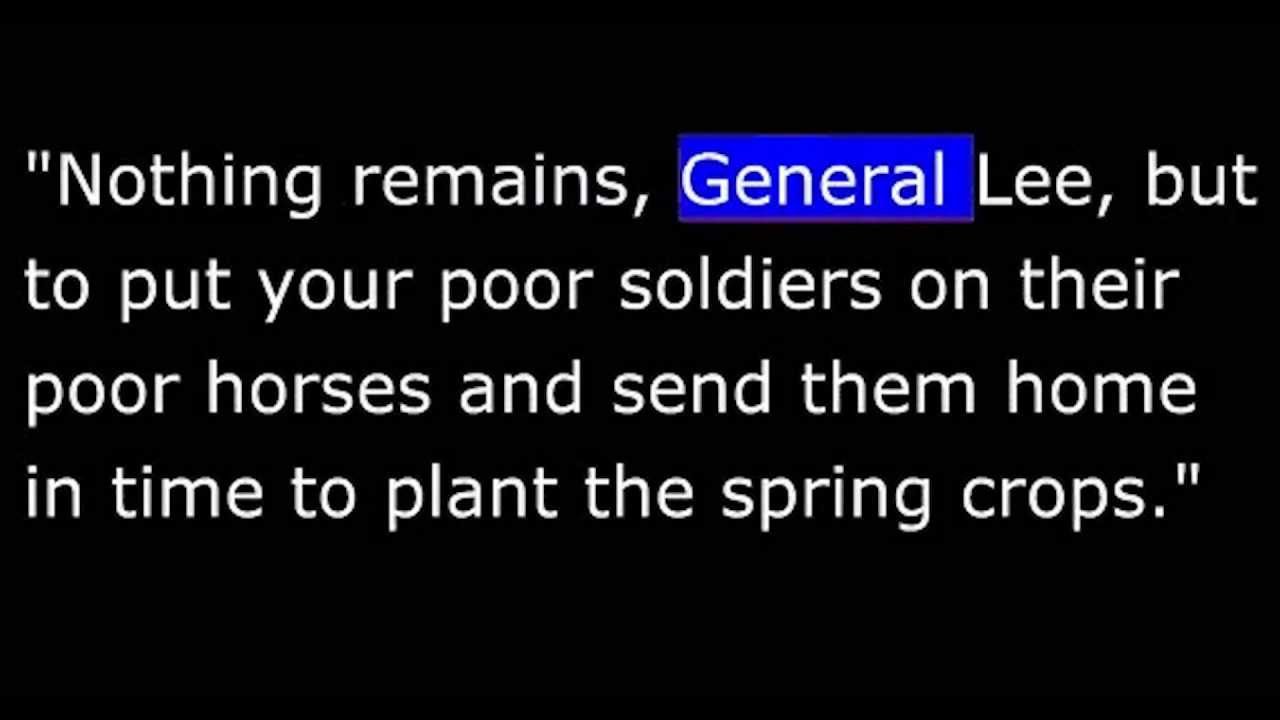 "Nothing remains, General Lee, but
to put your poor soldiers on their
poor horses and send them home
in time to plant the spring crops."